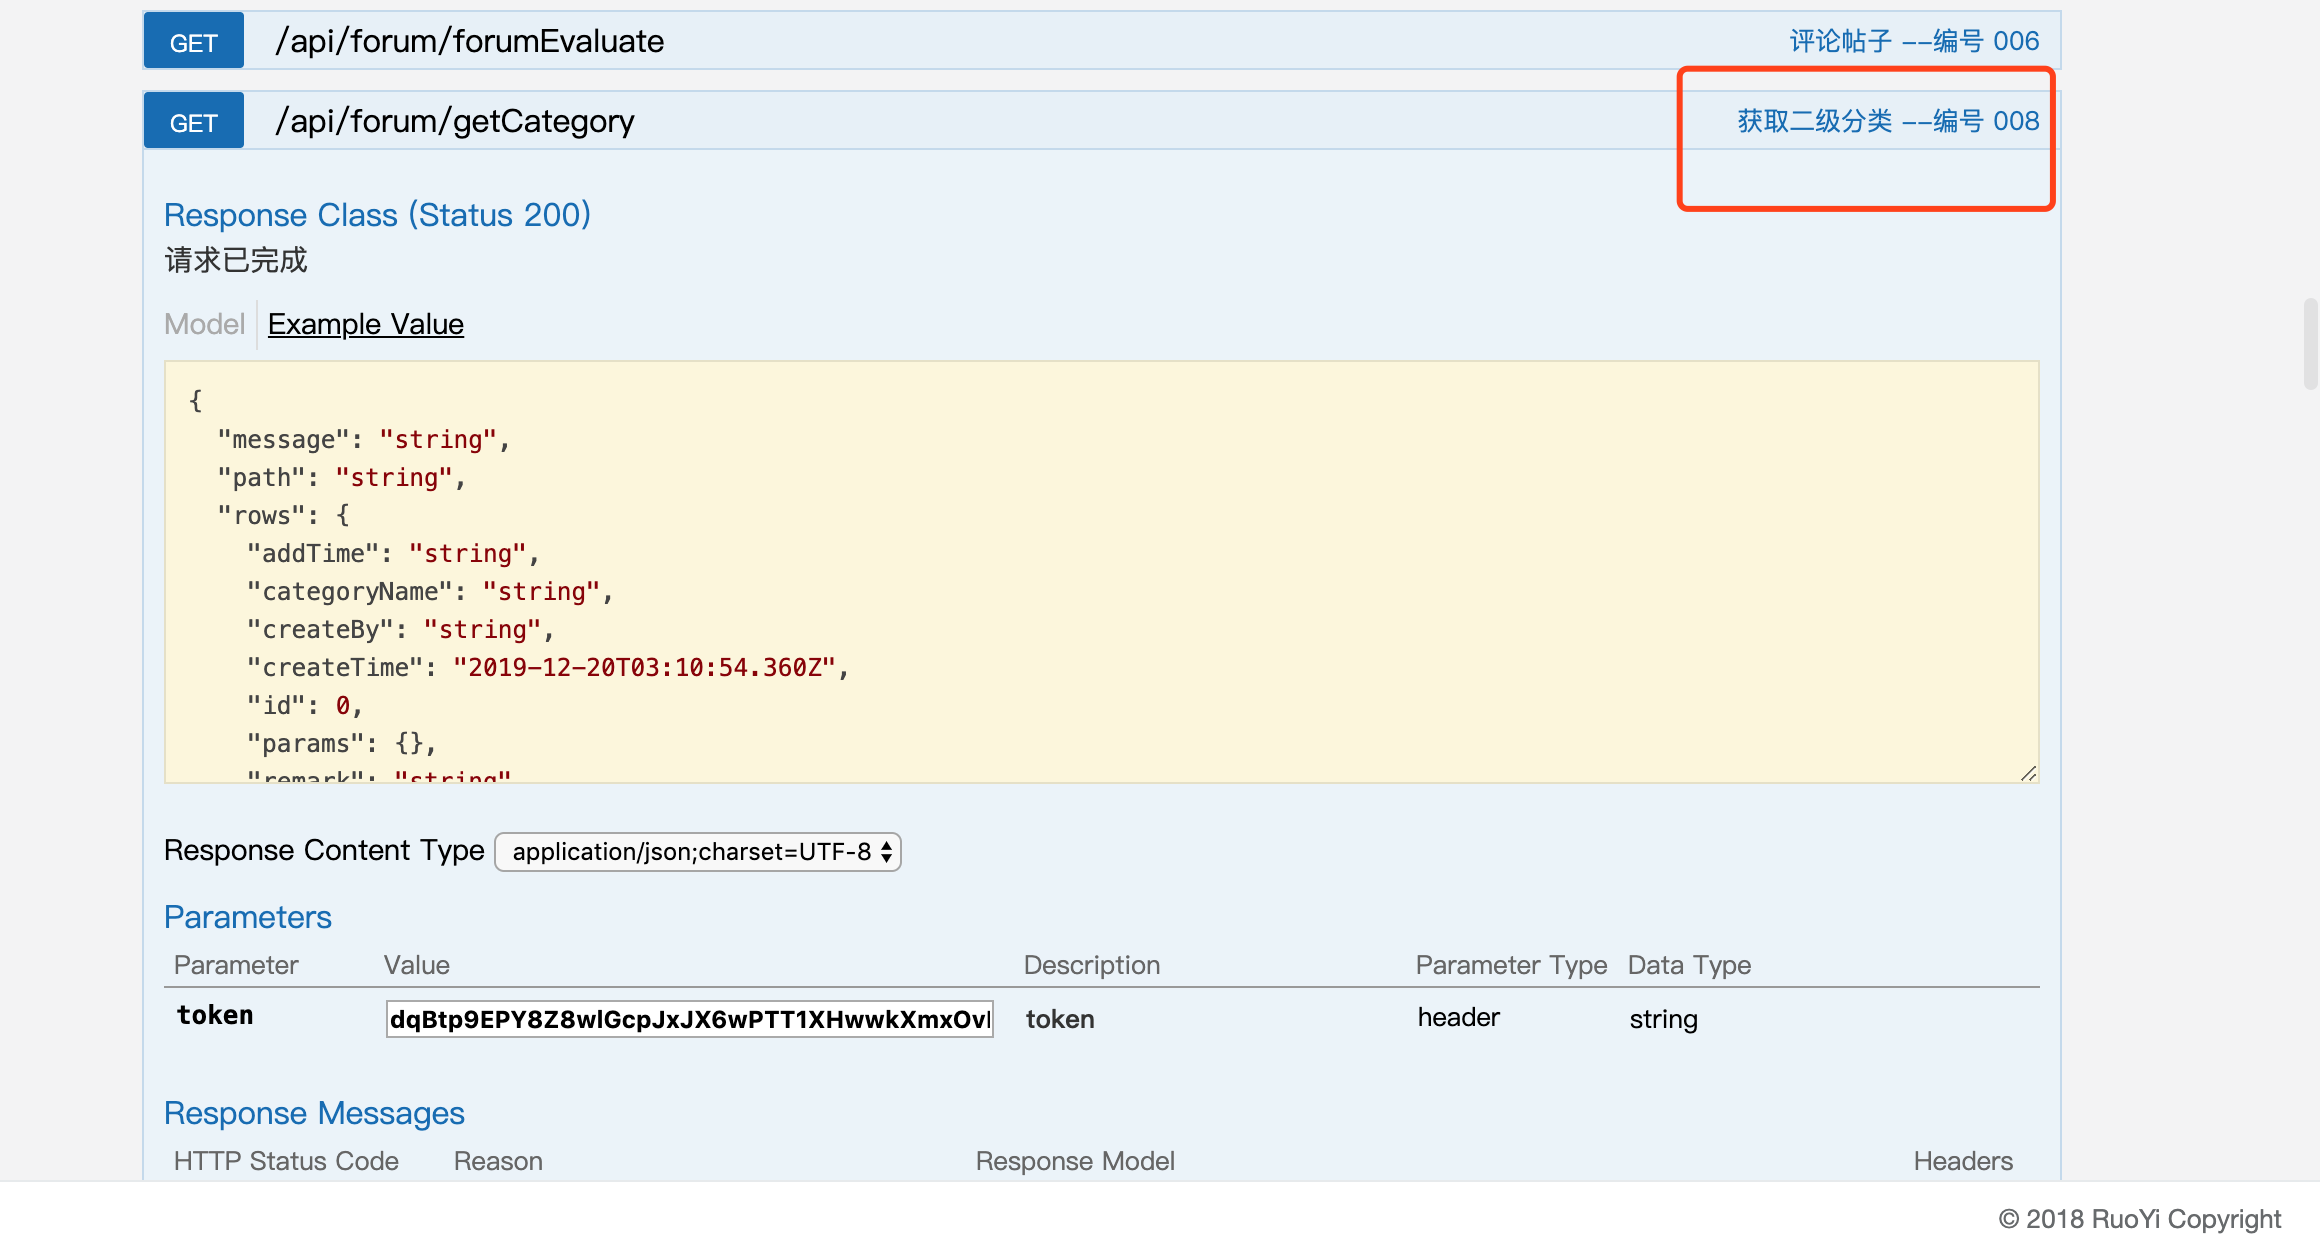 GET /api/forum/forumEvaluate 评论帖子 --编号 006
GET /api/forum/getCategory 获取二级分类 --编号 008
Response Class (Status 200)
请求已完成
Model Example Value
{
"message": "string",
"path": "string",
"rows": {
"addTime": "string",
"categoryName": "string",
"createBy": "string",
"createTime": "2019-12-20T03:10:54.360Z",
"id": 0,
"params": {},
"remark": "string"
Response Content Type application/json;charset=UTF-8
Parameters
Parameter Value Description Parameter Type Data Type
token token header string
Response Messages
HTTP Status Code Reason Response Model Headers
© 2018 RuoYi Copyright